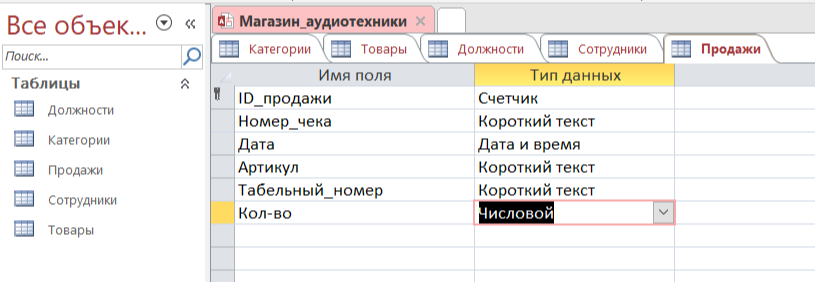 Все объек...
Поиск...
Таблицы
Должности
Категории
Продажи
Сотрудники
Товары
Магазин_аудиотехники
Категории Товары Должности Сотрудники Продажи
Имя поля Тип данных
ID_продажи Счетчик
Номер_чека Короткий текст
Дата Дата и время
Артикул Короткий текст
Табельный_номер Короткий текст
Кол-во Числовой